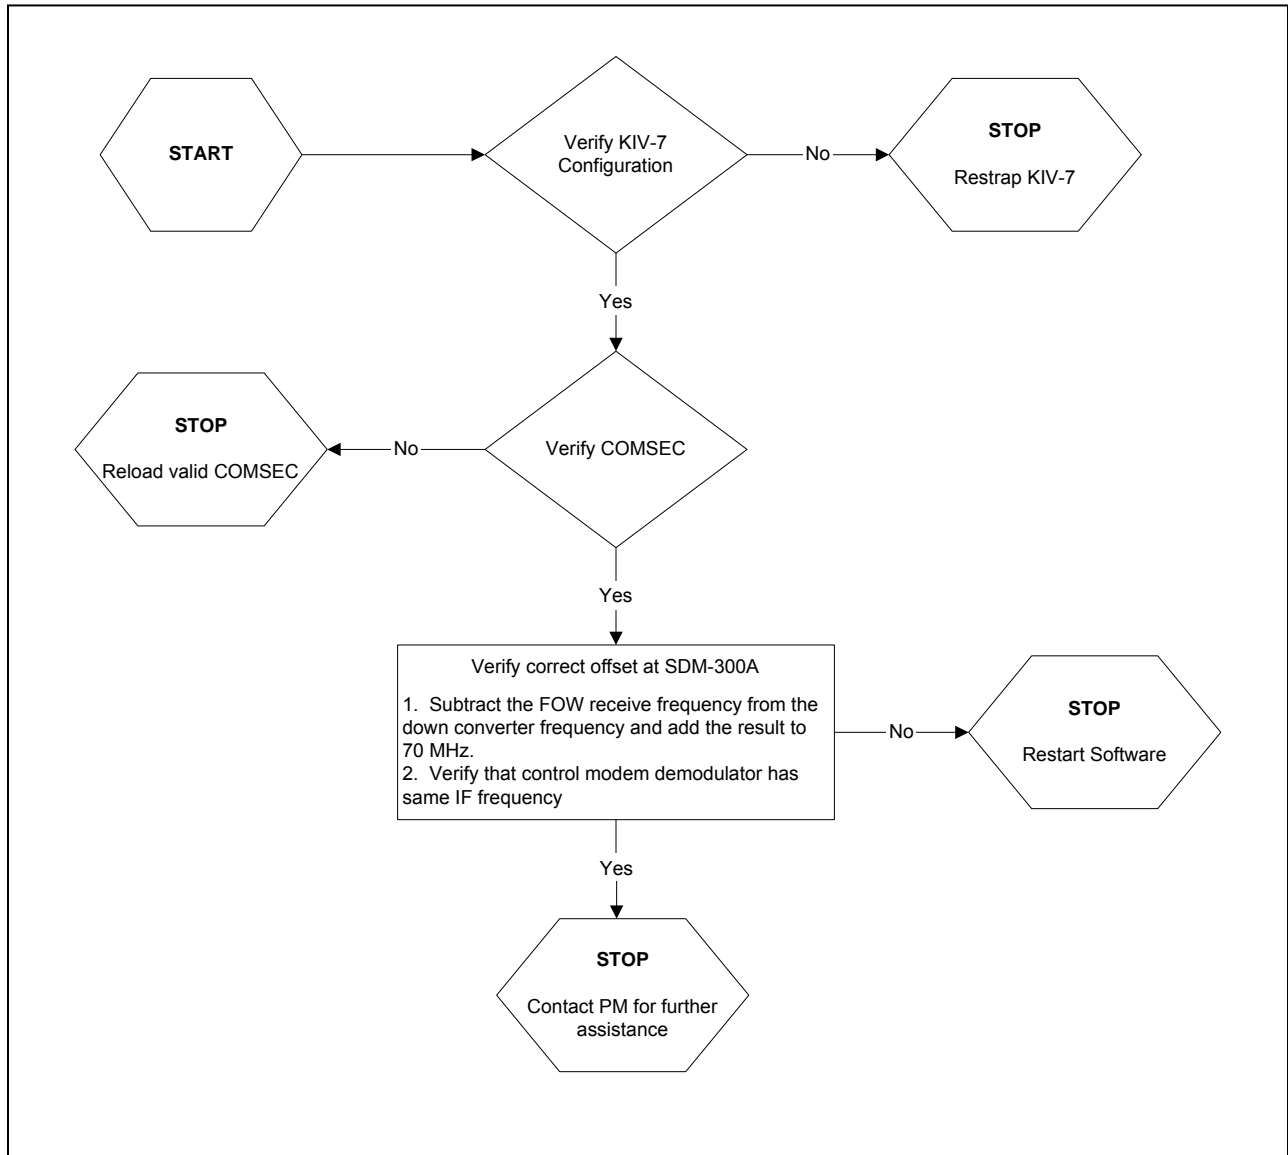 START
Verify KIV-7
Configuration
No
STOP
Restrap KIV-7
Yes
STOP
Reload valid COMSEC
No
Verify COMSEC
Yes
Verify correct offset at SDM-300A
1. Subtract the FOW receive frequency from the
down converter frequency and add the result to
70 MHz.
2. Verify that control modem demodulator has
same IF frequency
No
STOP
Restart Software
Yes
STOP
Contact PM for further
assistance